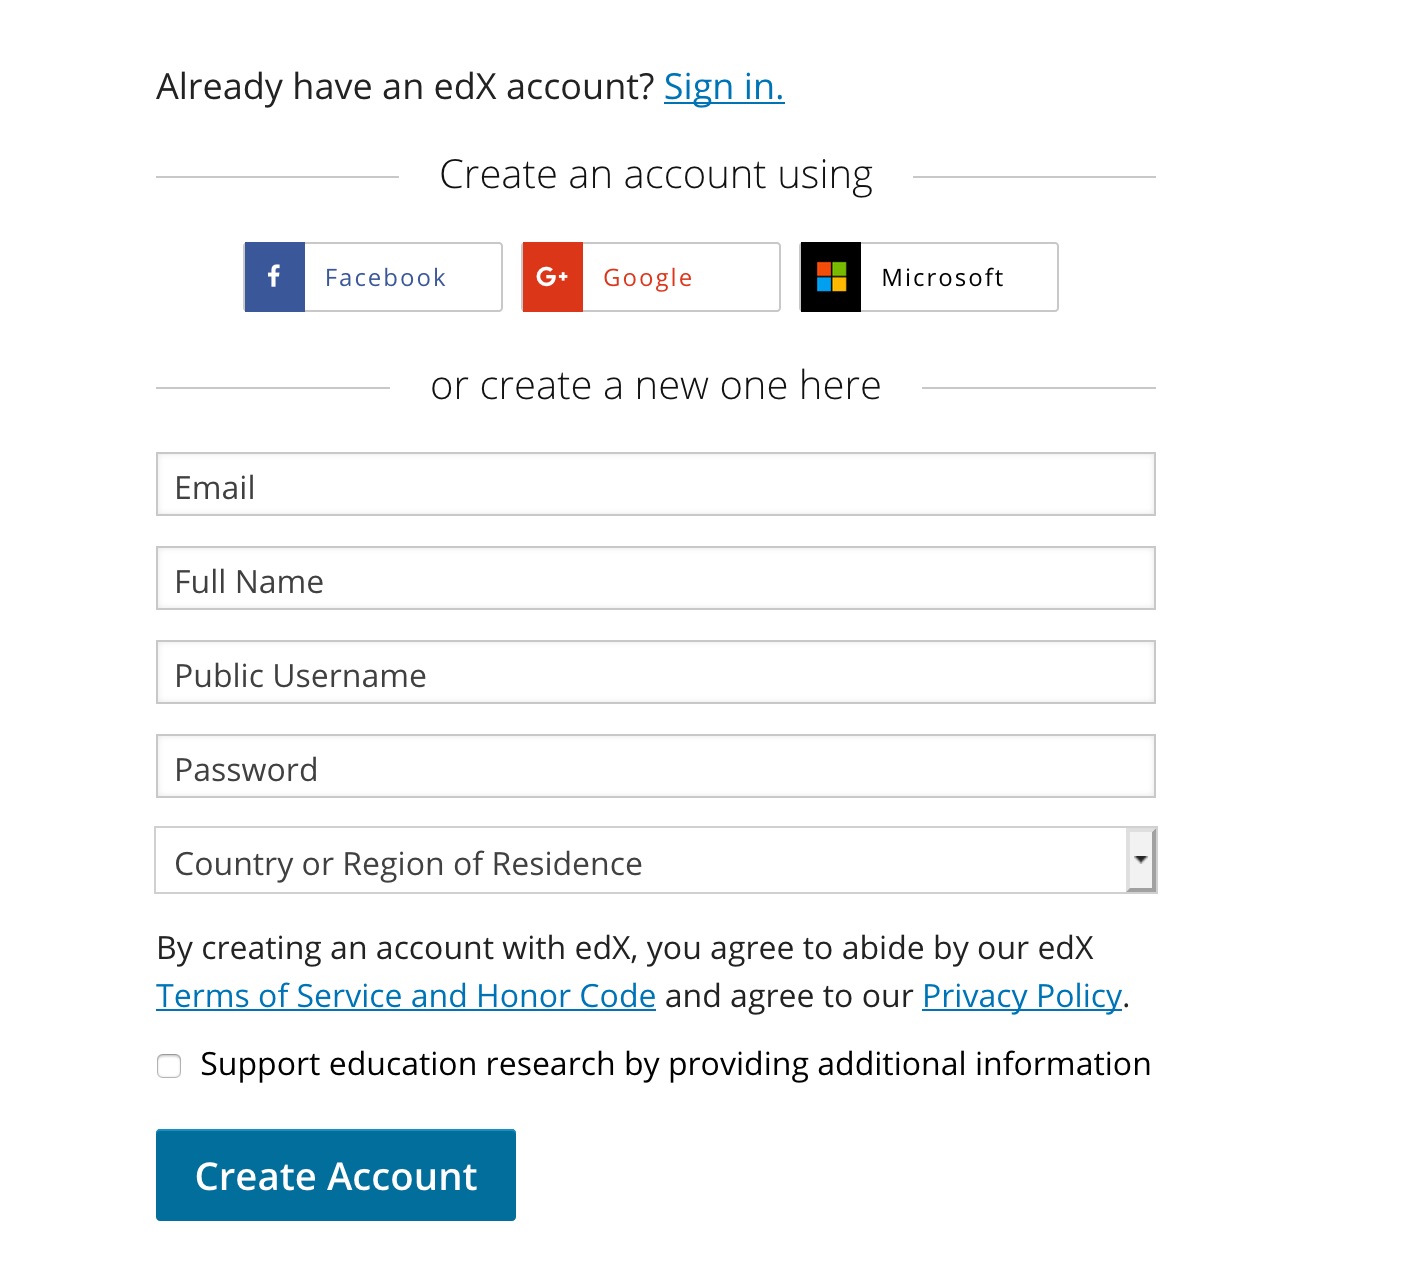 Already have an edX account? Sign in.
Create an account using
f Facebook G+ Google Microsoft
or create a new one here
Email
Full Name
Public Username
Password
Country or Region of Residence
By creating an account with edX, you agree to abide by our edX
Terms of Service and Honor Code and agree to our Privacy Policy.
Support education research by providing additional information
Create Account